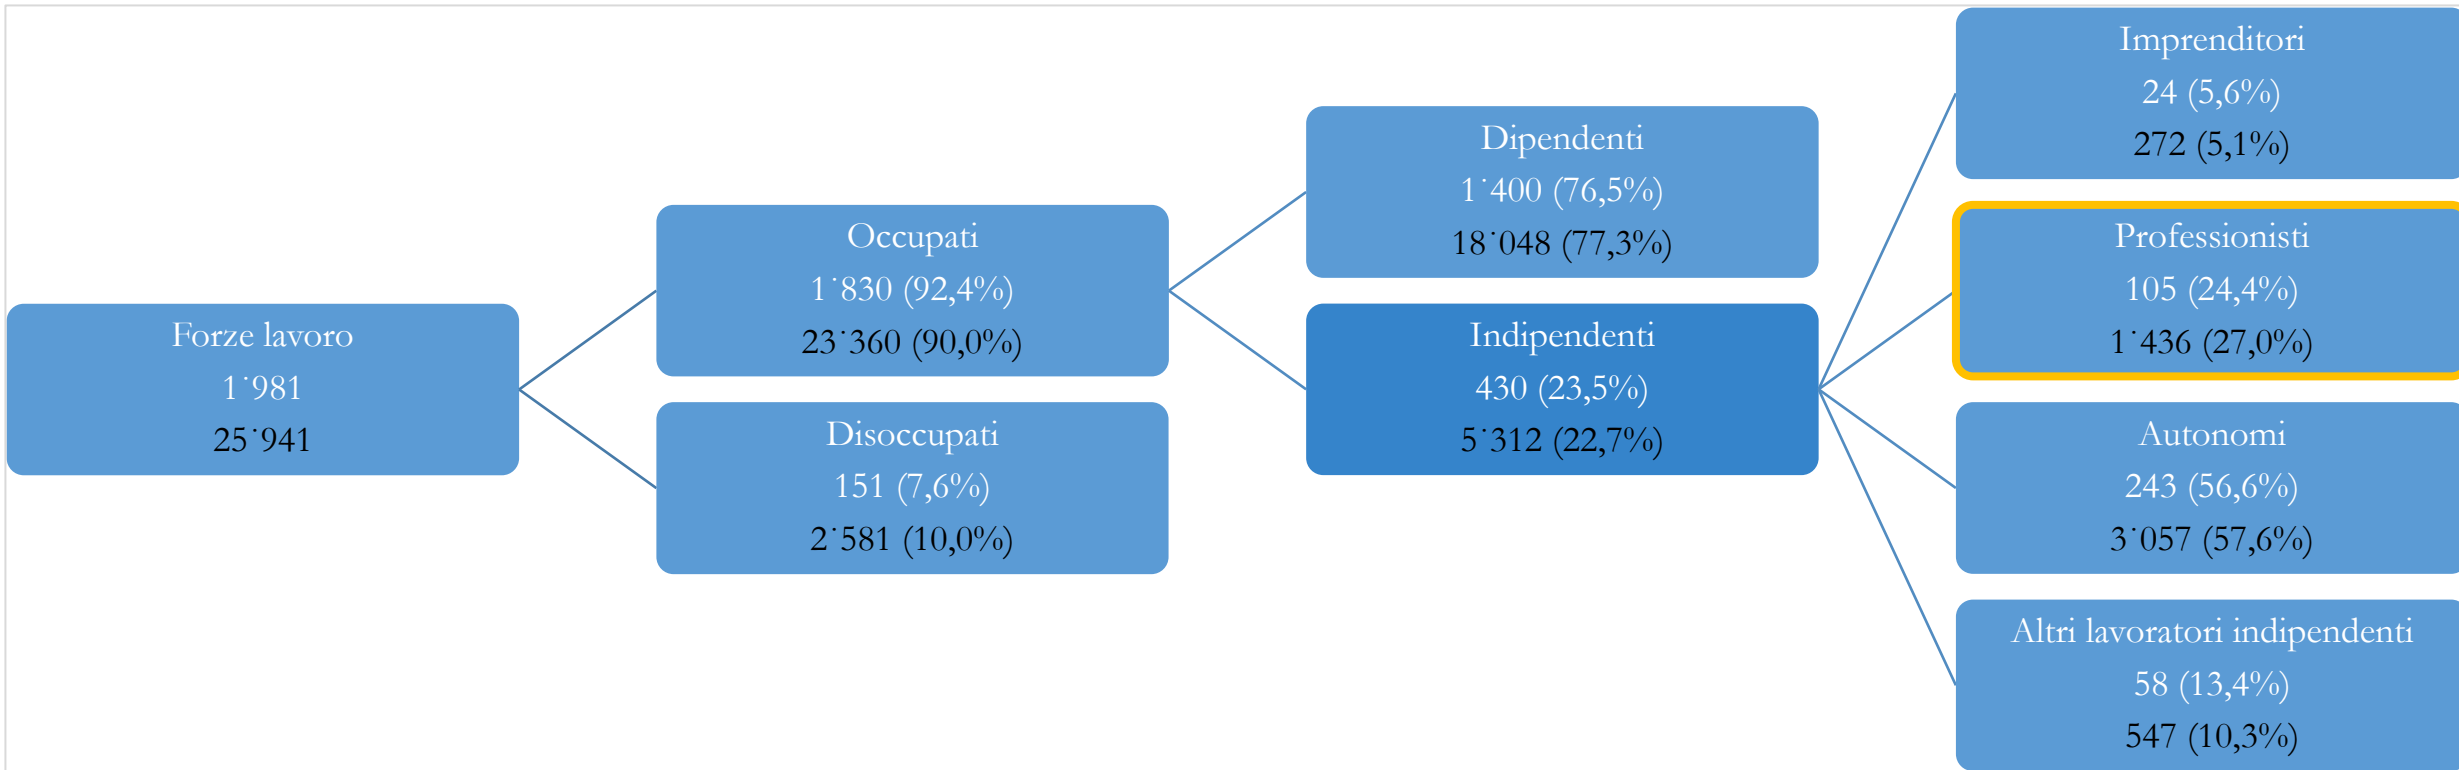 Forze lavoro
1˙981
25˙941
Occupati
1˙830 (92,4%)
23˙360 (90,0%)
Disoccupati
151 (7,6%)
2˙581 (10,0%)
Dipendenti
1˙400 (76,5%)
18˙048 (77,3%)
Indipendenti
430 (23,5%)
5˙312 (22,7%)
Imprenditori
24 (5,6%)
272 (5,1%)
Professionisti
105 (24,4%)
1˙436 (27,0%)
Autonomi
243 (56,6%)
3˙057 (57,6%)
Altri lavoratori indipendenti
58 (13,4%)
547 (10,3%)